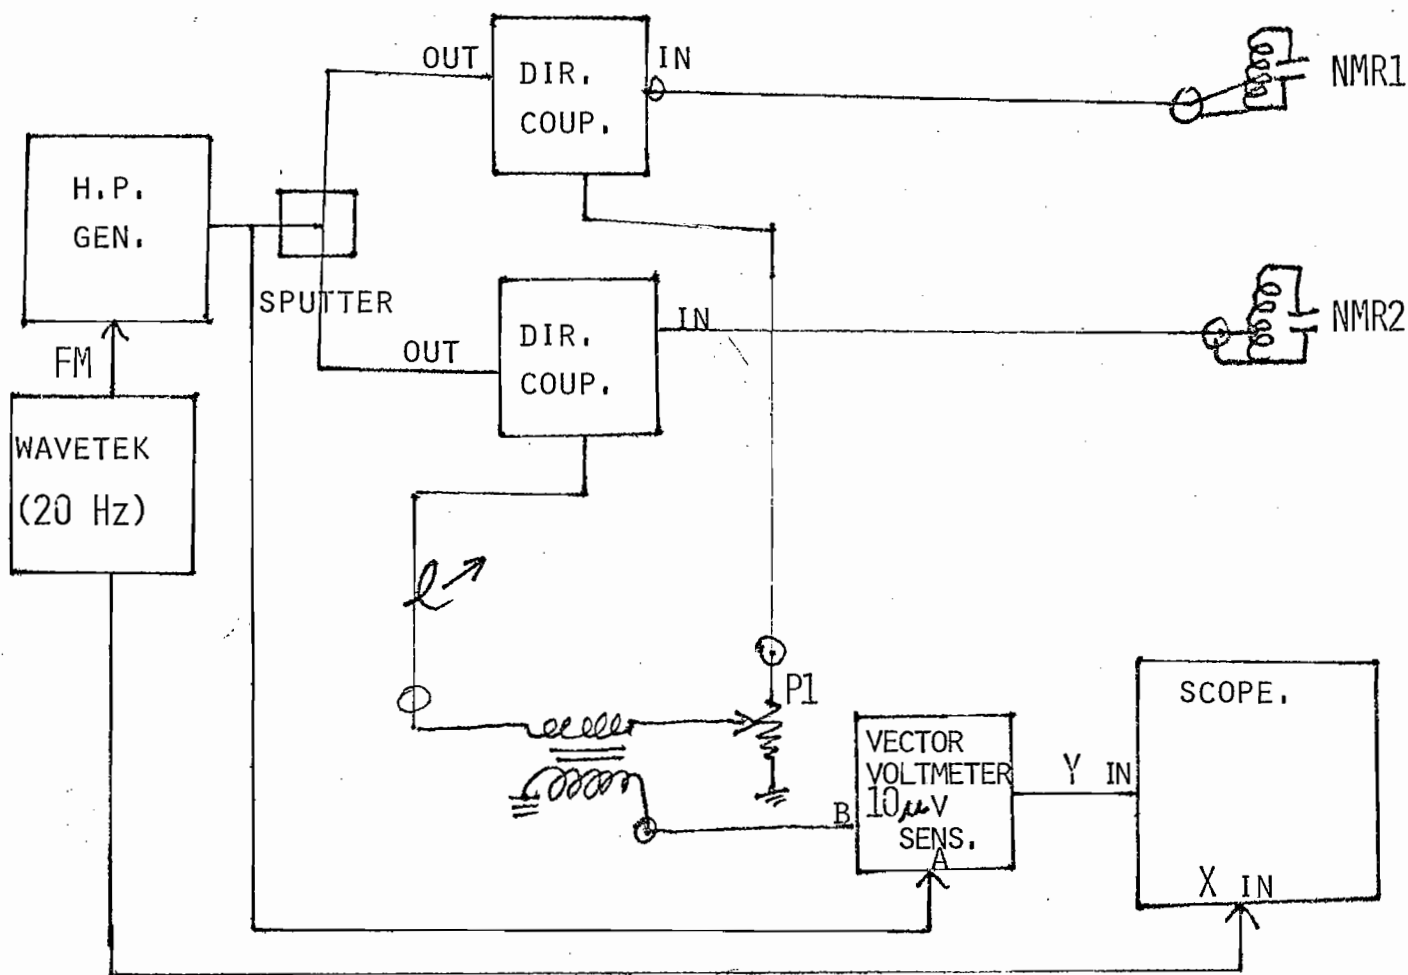 OUT
DIR.
COUP.
IN
NMR1
H.P.
GEN.
SPUTTER
FM
OUT
DIR.
COUP.
IN
NMR2
WAVETEK
(20 Hz)
ℓ
P1
VECTOR
VOLTMETER
10μV
SENS.
A
B
Y IN
SCOPE.
X IN